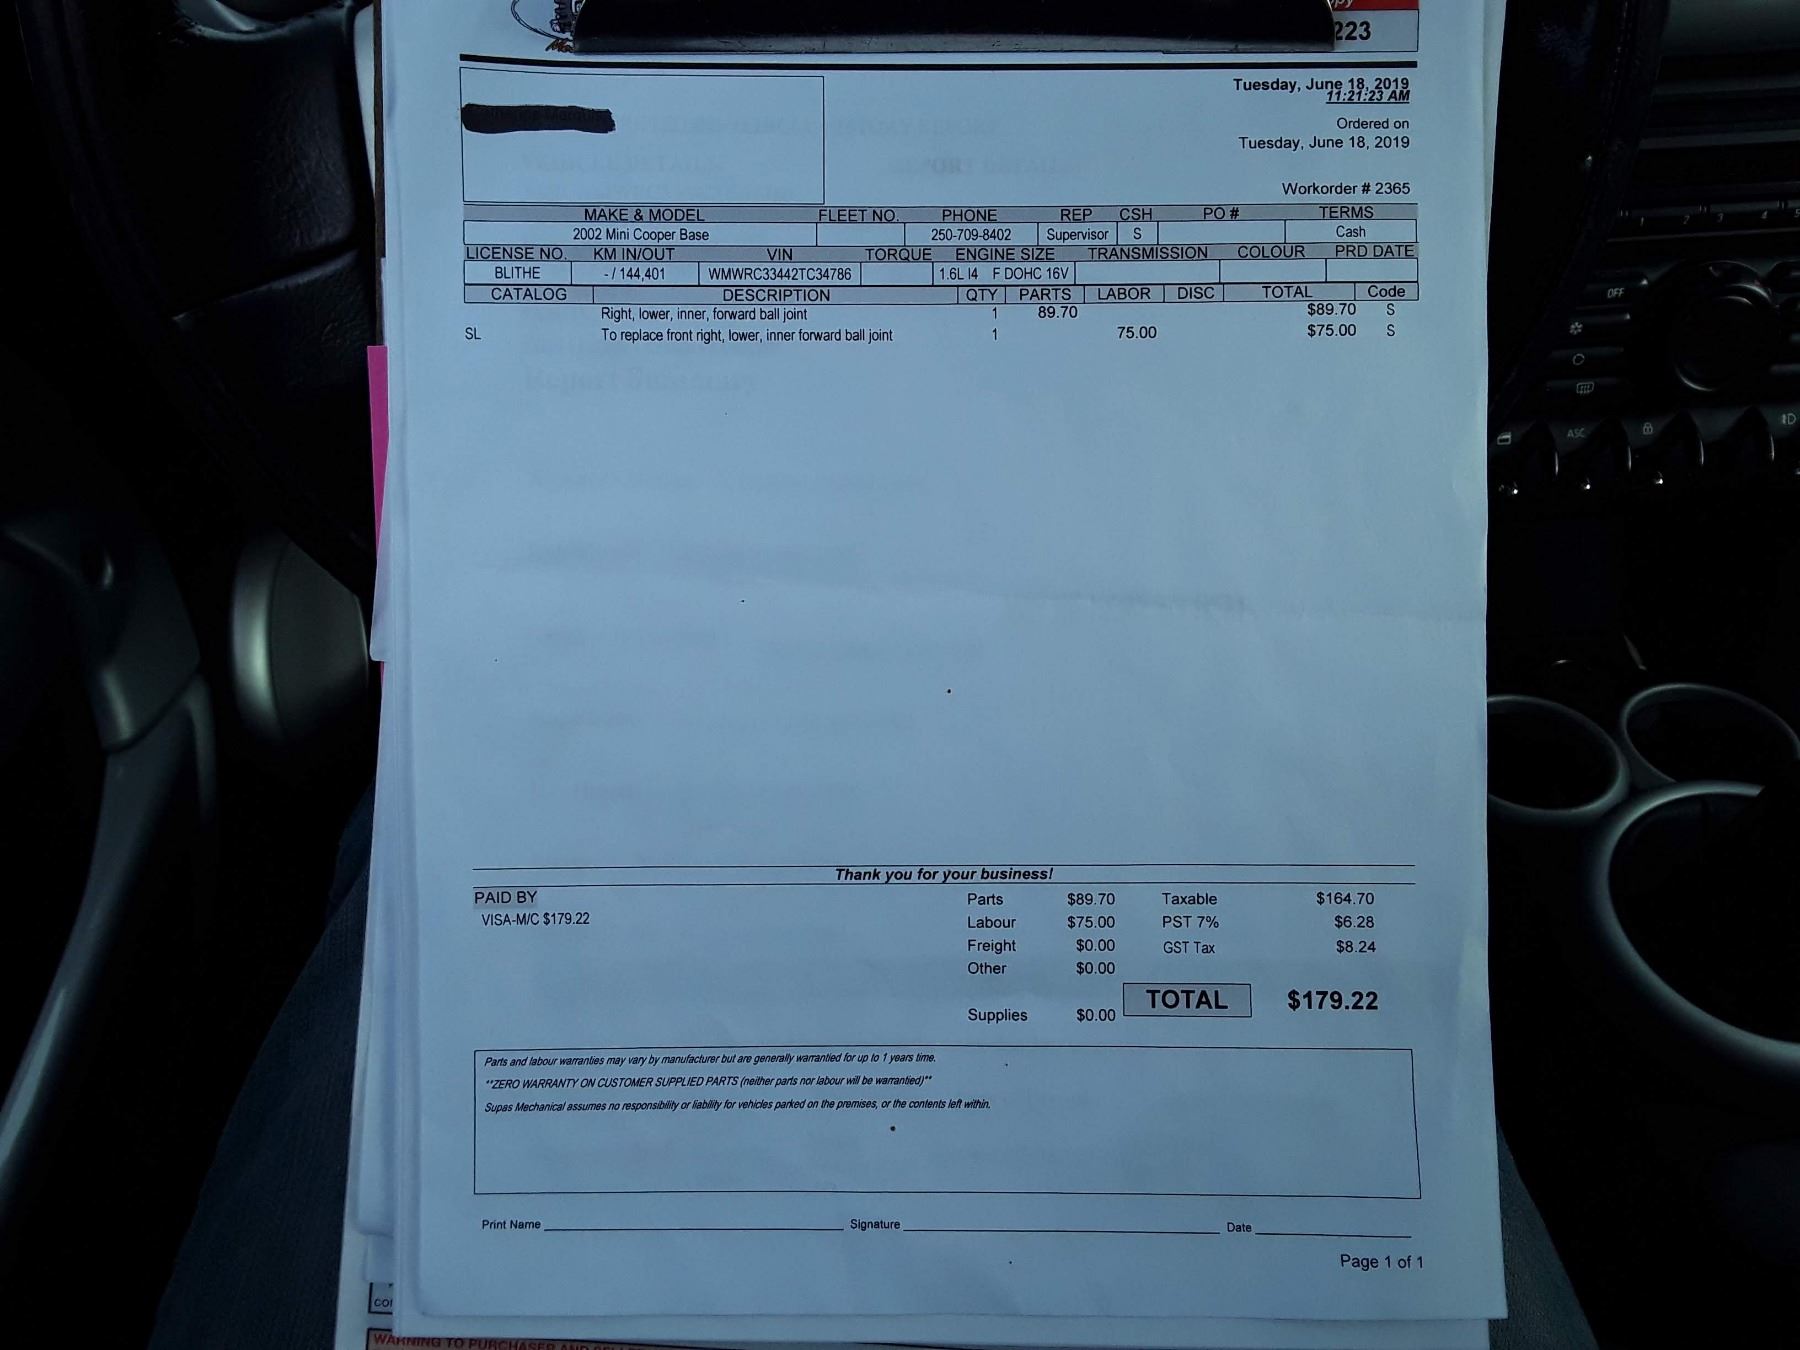 223
Tuesday, June 18, 2019
11:21:23 AM
Ordered on
Tuesday, June 18, 2019
Workorder # 2365
MAKE & MODEL FLEET NO. PHONE REP CSH PO # TERMS
2002 Mini Cooper Base 250-709-8402 Supervisor S Cash
LICENSE NO. KM IN/OUT VIN TORQUE ENGINE SIZE TRANSMISSION COLOUR PRD DATE
BLITHE - / 144,401 WMWRC33442TC34786 1.6L I4 F DOHC 16V
CATALOG DESCRIPTION QTY PARTS LABOR DISC TOTAL Code
Right, lower, inner, forward ball joint 1 89.70 $89.70 S
SL To replace front right, lower, inner forward ball joint 1 75.00 $75.00 S
Report Summary
Thank you for your business!
PAID BY Parts $89.70 Taxable $164.70
VISA-M/C $179.22 Labour $75.00 PST 7% $6.28
Freight $0.00 GST Tax $8.24
Other $0.00
TOTAL $179.22
Supplies $0.00
Parts and labour warranties may vary by manufacturer but are generally warrantied for up to 1 years time.
**ZERO WARRANTY ON CUSTOMER SUPPLIED PARTS (neither parts nor labour will be warrantied)**
Supas Mechanical assumes no responsibility or liability for vehicles parked on the premises, or the contents left within.
Print Name Signature Date
Page 1 of 1
WARNING TO PURCHASER AND
OFF
ASC